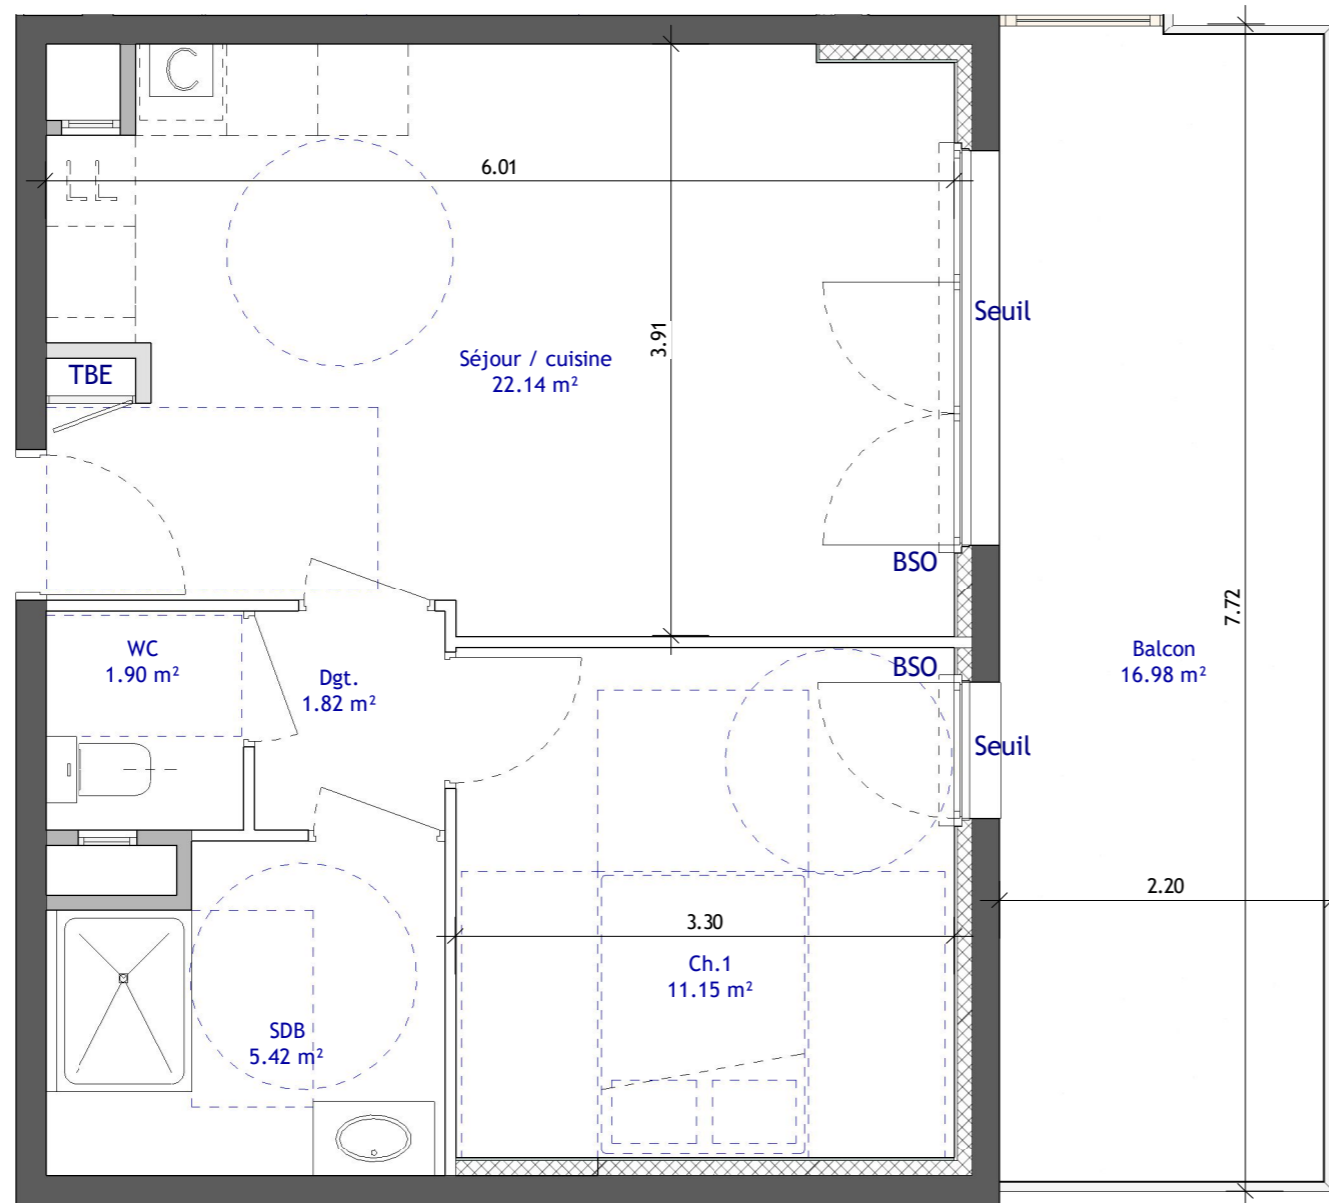 6.01
Seuil
3.91
Séjour / cuisine
22.14 m²
TBE
BSO
7.72
WC
1.90 m²
Dgt.
1.82 m²
BSO
Balcon
16.98 m²
Seuil
2.20
3.30
Ch.1
11.15 m²
SDB
5.42 m²